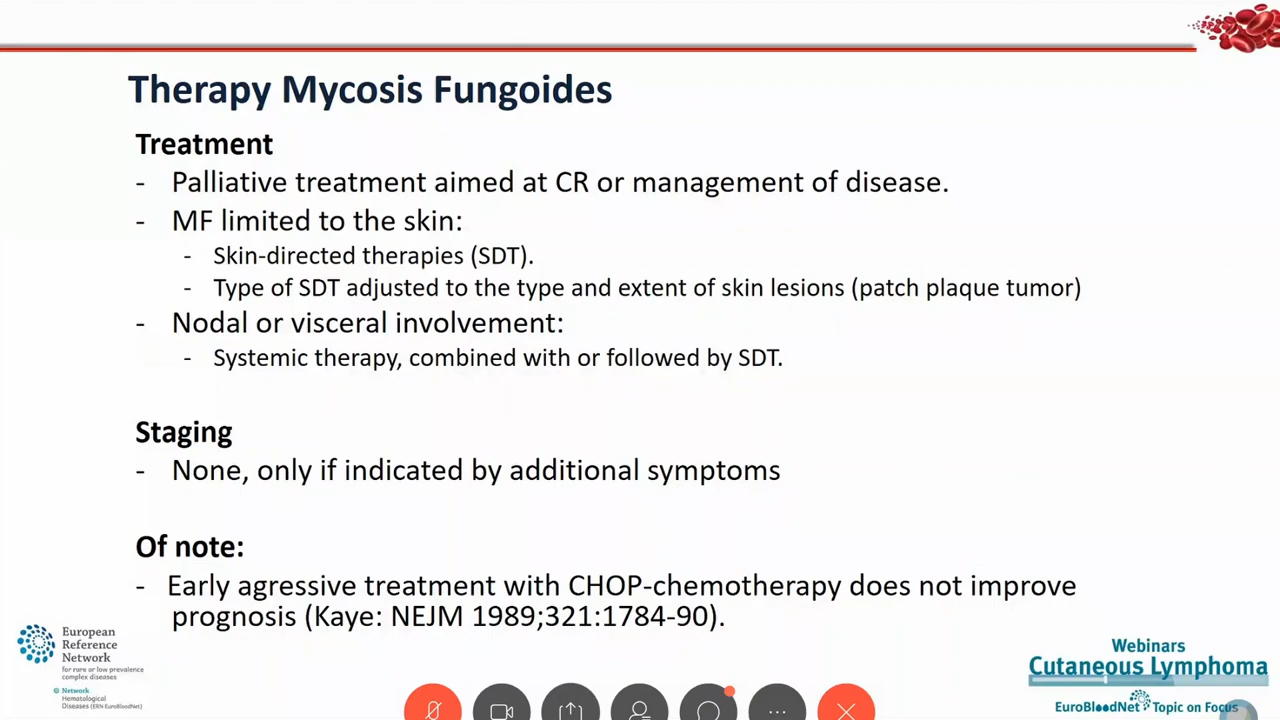 Therapy Mycosis Fungoides
Treatment
- Palliative treatment aimed at CR or management of disease.
- MF limited to the skin:
- Skin-directed therapies (SDT).
- Type of SDT adjusted to the type and extent of skin lesions (patch plaque tumor)
- Nodal or visceral involvement:
- Systemic therapy, combined with or followed by SDT.
Staging
- None, only if indicated by additional symptoms
Of note:
- Early agressive treatment with CHOP-chemotherapy does not improve
prognosis (Kaye: NEJM 1989;321:1784-90).
European
Reference
Network
for rare or low prevalence
complex diseases
Network
Hematological
Diseases (ERN EuroBloodNet)
Webinars
Cutaneous Lymphoma
EuroBloodNet Topic on Focus